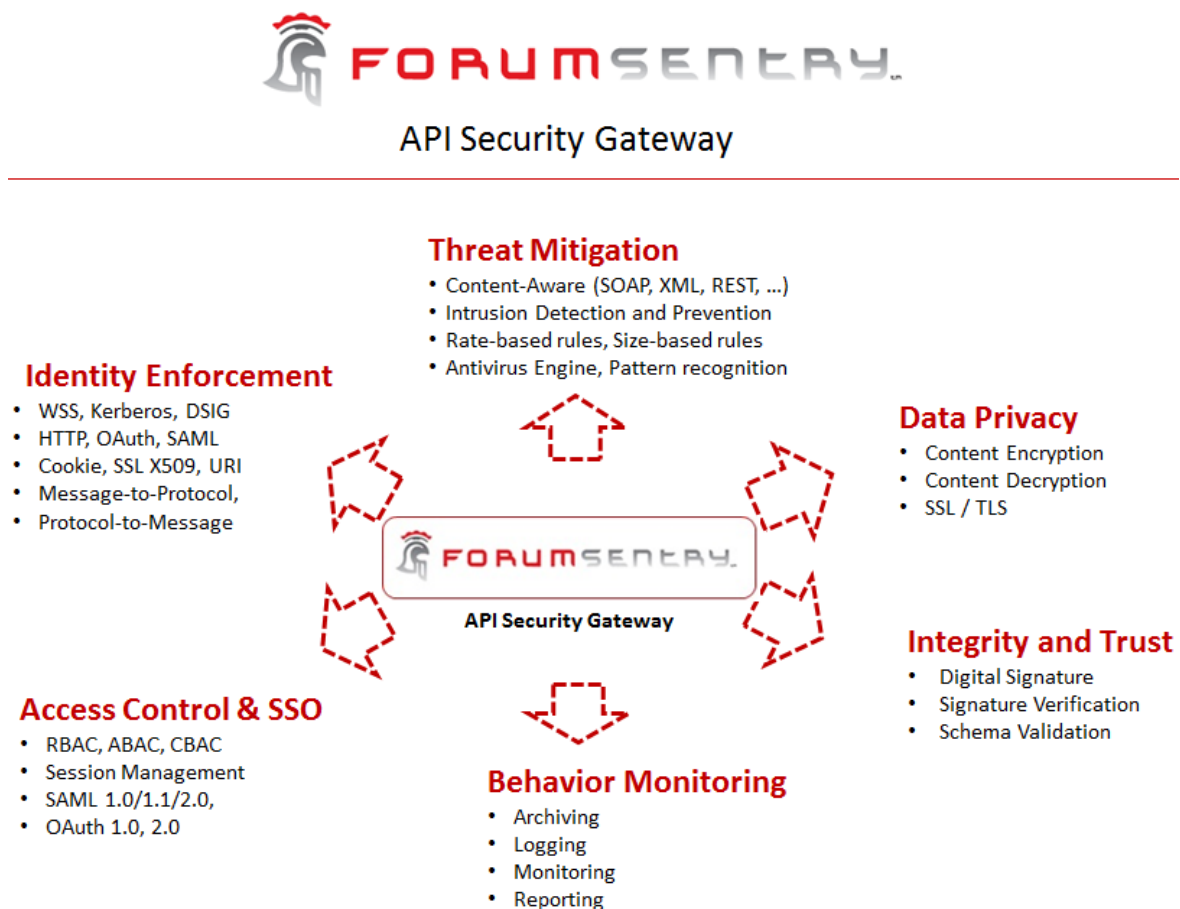 FORUMSENTRY
API Security Gateway
Threat Mitigation
• Content-Aware (SOAP, XML, REST, ...)
• Intrusion Detection and Prevention
• Rate-based rules, Size-based rules
• Antivirus Engine, Pattern recognition
Identity Enforcement
• WSS, Kerberos, DSIG
• HTTP, OAuth, SAML
• Cookie, SSL X509, URI
• Message-to-Protocol,
• Protocol-to-Message
Data Privacy
• Content Encryption
• Content Decryption
• SSL / TLS
FORUMSENTRY
API Security Gateway
Integrity and Trust
• Digital Signature
• Signature Verification
• Schema Validation
Access Control & SSO
• RBAC, ABAC, CBAC
• Session Management
• SAML 1.0/1.1/2.0,
• OAuth 1.0, 2.0
Behavior Monitoring
• Archiving
• Logging
• Monitoring
• Reporting